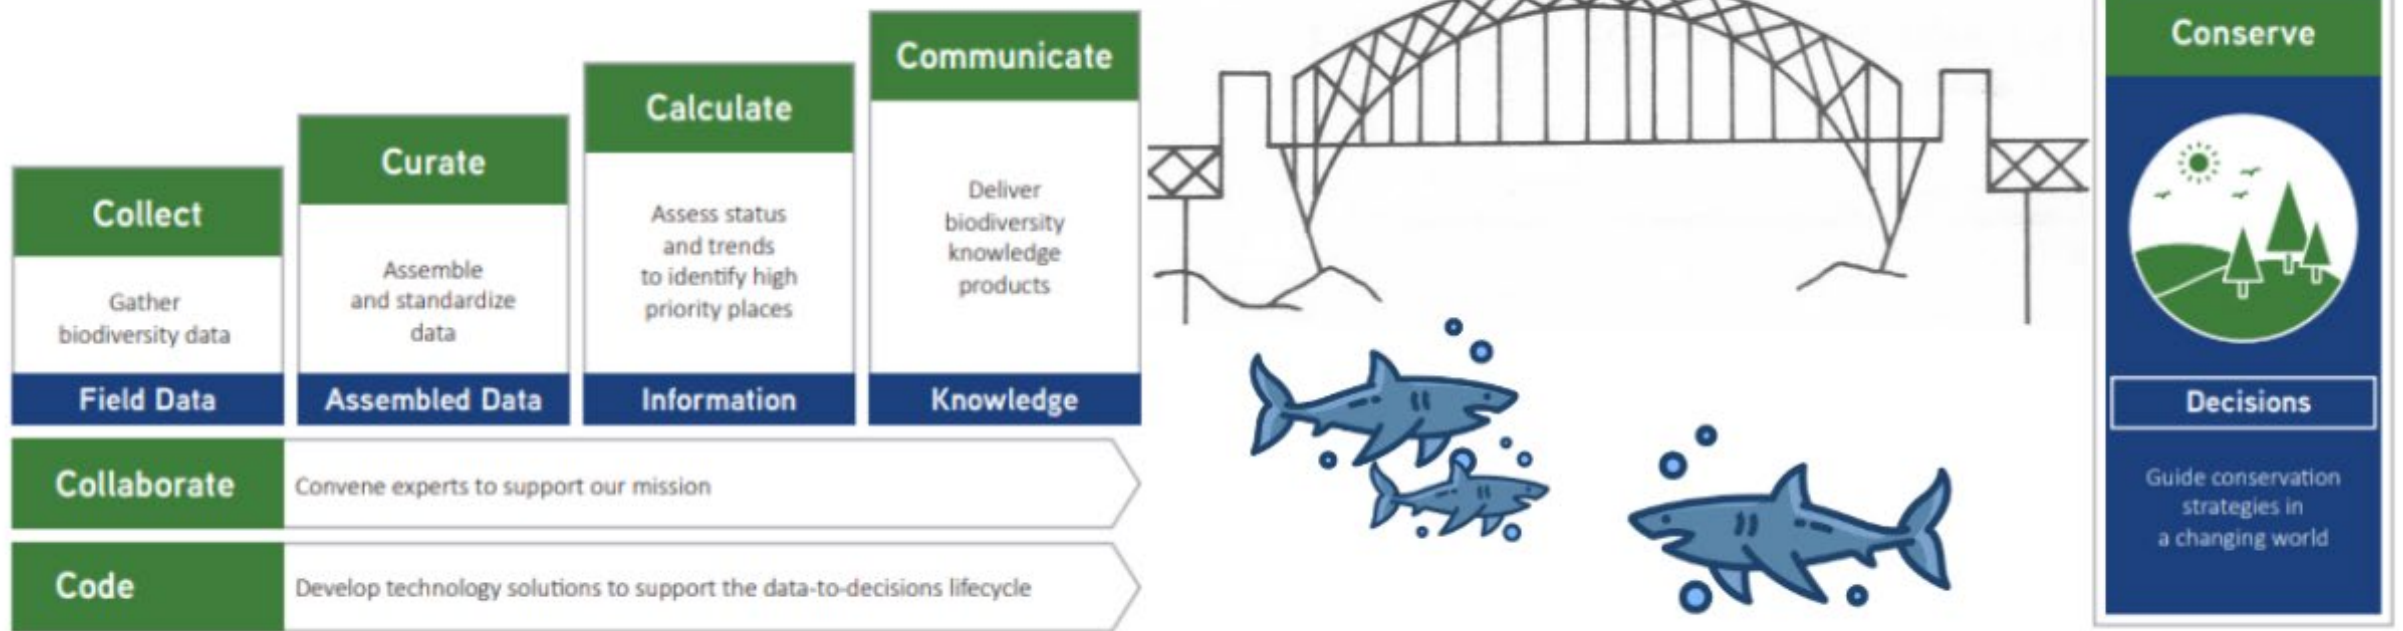 Collect
Gather
biodiversity data
Field Data
Curate
Assemble
and standardize
data
Assembled Data
Calculate
Assess status
and trends
to identify high
priority places
Information
Communicate
Deliver
biodiversity
knowledge
products
Knowledge
Collaborate
Convene experts to support our mission
Code
Develop technology solutions to support the data-to-decisions lifecycle
Conserve
Decisions
Guide conservation
strategies in
a changing world